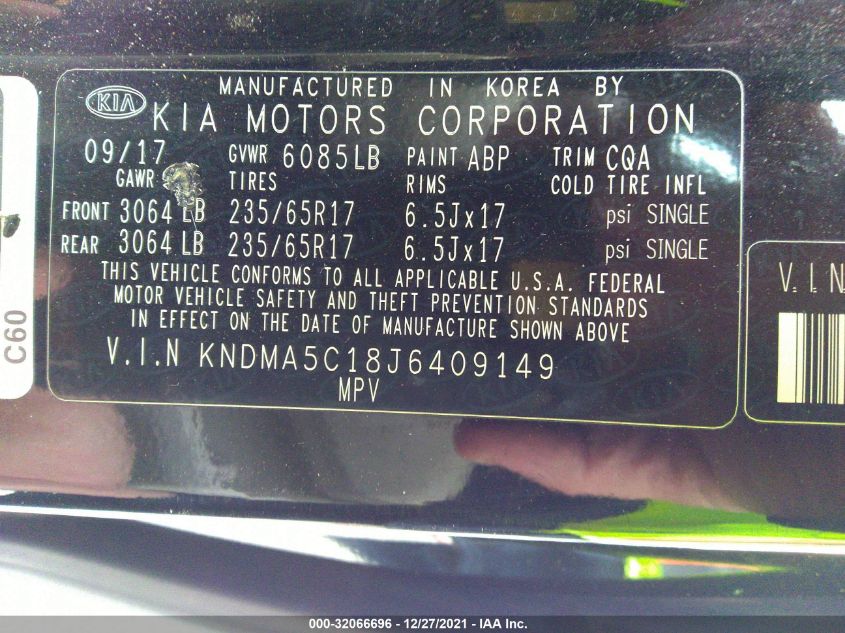 MANUFACTURED IN KOREA BY
KIA KIA MOTORS CORPORATION
09/17 GVWR 6085LB PAINT ABP TRIM CQA
GAWR TIRES RIMS COLD TIRE INFL
FRONT 3064 LB 235/65R17 6.5Jx17 psi SINGLE
REAR 3064 LB 235/65R17 6.5Jx17 psi SINGLE
THIS VEHICLE CONFORMS TO ALL APPLICABLE U.S.A. FEDERAL
MOTOR VEHICLE SAFETY AND THEFT PREVENTION STANDARDS
IN EFFECT ON THE DATE OF MANUFACTURE SHOWN ABOVE
V.I.N KNDMA5C18J6409149
MPV
C60
V.I.N
000-32066696 - 12/27/2021 - IAA Inc.